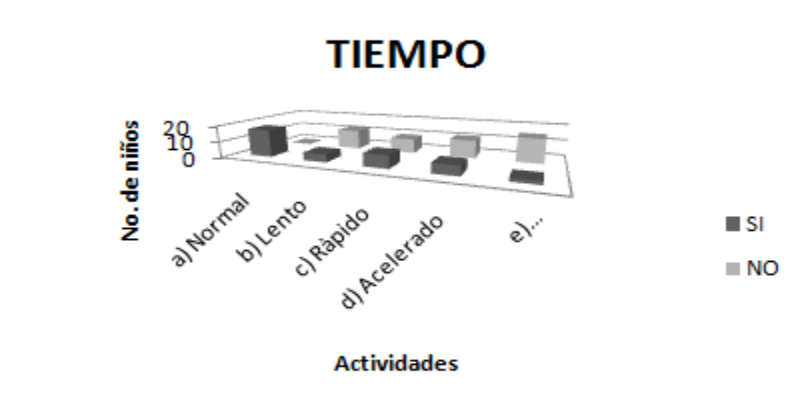 TIEMPO
No. de niños
20
10
0
a) Normal
b) Lento
c) Ràpido
d) Acelerado
e)...
SI
NO
Actividades